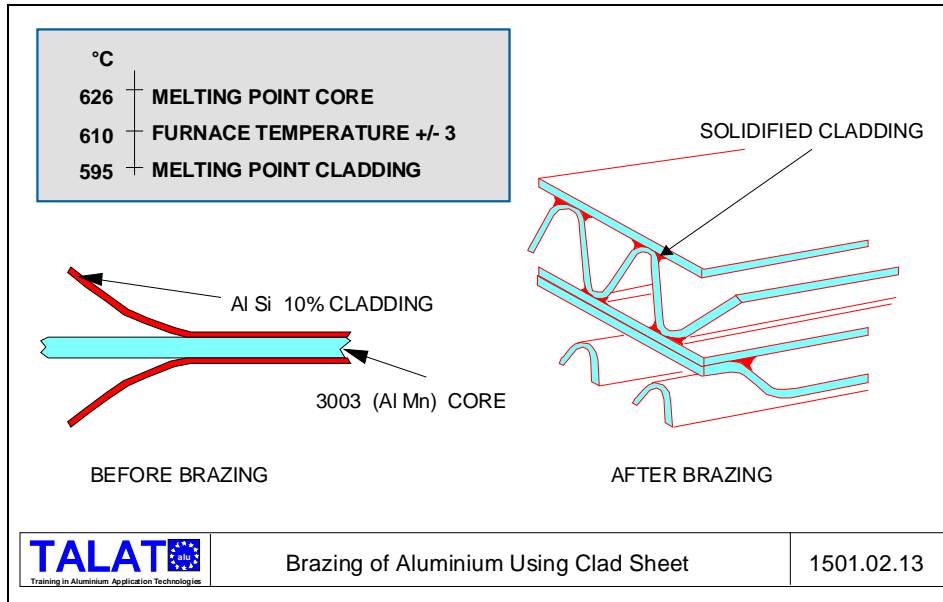 °C
626 MELTING POINT CORE
610 FURNACE TEMPERATURE +/- 3
595 MELTING POINT CLADDING
SOLIDIFIED CLADDING
Al Si 10% CLADDING
3003 (Al Mn) CORE
BEFORE BRAZING
AFTER BRAZING
TALAT
alu
Training in Aluminium Application Technologies
Brazing of Aluminium Using Clad Sheet
1501.02.13